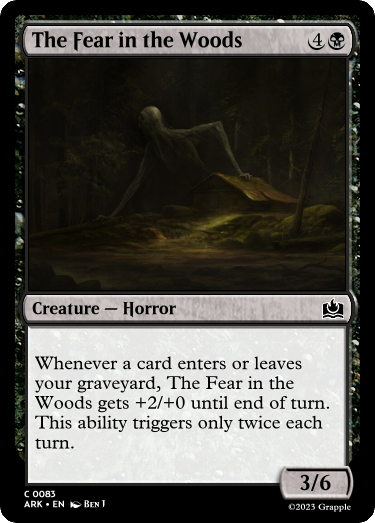 The Fear in the Woods 4
Creature — Horror
Whenever a card enters or leaves
your graveyard, The Fear in the
Woods gets +2/+0 until end of turn.
This ability triggers only twice each
turn.
3/6
C 0083
ARK • EN Ben I
©2023 Grapple